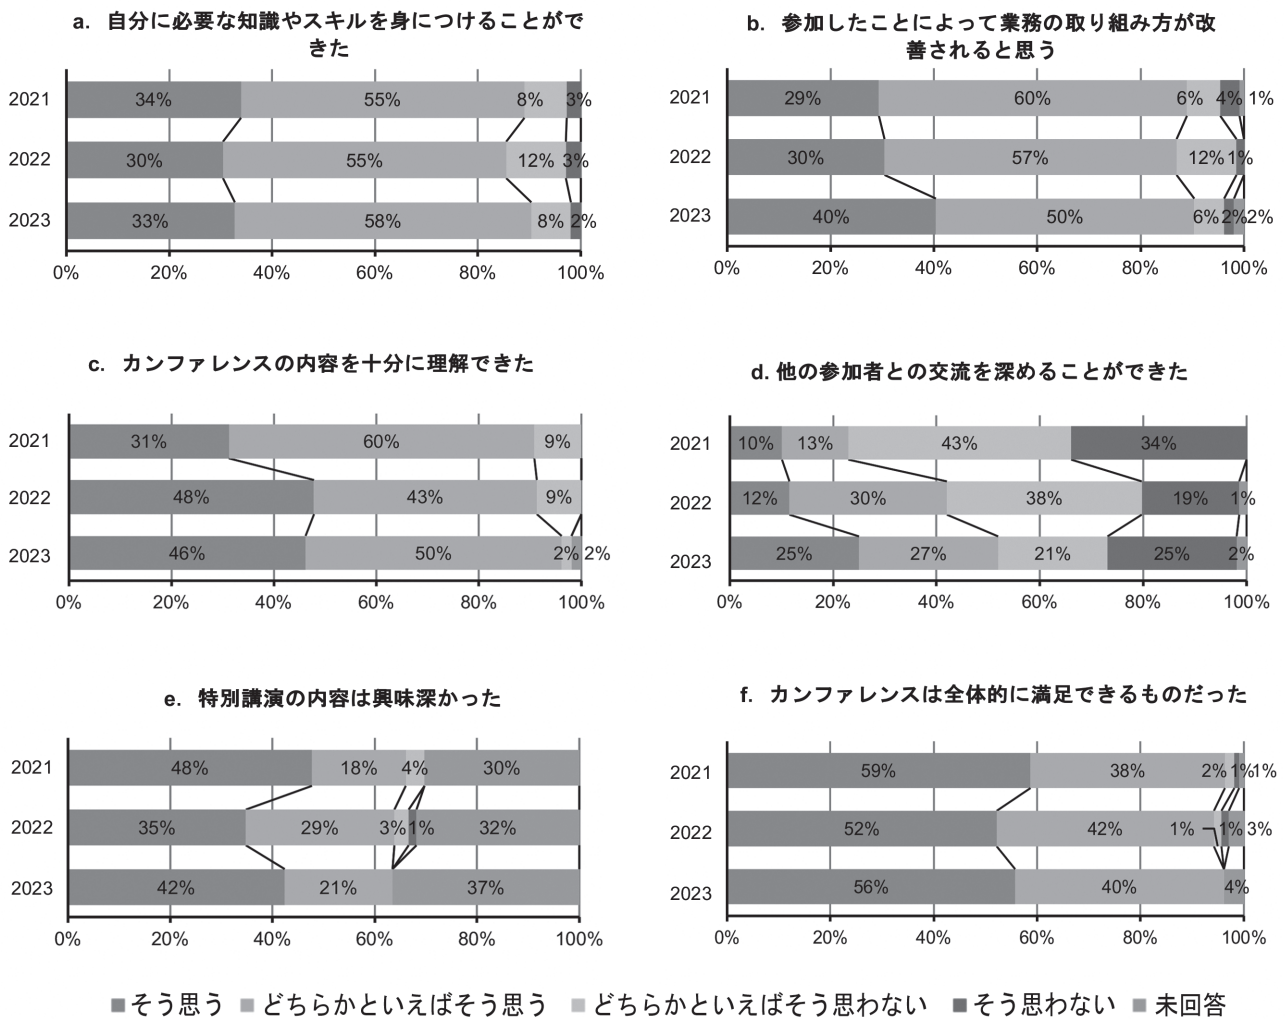 a. 自分に必要な知識やスキルを身につけることがで
きた
2021 34% 55% 8% 3%
2022 30% 55% 12% 3%
2023 33% 58% 8% 2%
0% 20% 40% 60% 80% 100%
b. 参加したことによって業務の取り組み方が改
善されると思う
2021 29% 60% 6% 4% 1%
2022 30% 57% 12% 1%
2023 40% 50% 6% 2% 2%
0% 20% 40% 60% 80% 100%
c. カンファレンスの内容を十分に理解できた
2021 31% 60% 9%
2022 48% 43% 9%
2023 46% 50% 2% 2%
0% 20% 40% 60% 80% 100%
d. 他の参加者との交流を深めることができた
2021 10% 13% 43% 34%
2022 12% 30% 38% 19% 1%
2023 25% 27% 21% 25% 2%
0% 20% 40% 60% 80% 100%
e. 特別講演の内容は興味深かった
2021 48% 18% 4% 30%
2022 35% 29% 3% 1% 32%
2023 42% 21% 37%
0% 20% 40% 60% 80% 100%
f. カンファレンスは全体的に満足できるものだった
2021 59% 38% 2% 1% 1%
2022 52% 42% 1% 1% 3%
2023 56% 40% 4%
0% 20% 40% 60% 80% 100%
そう思う どちらかといえばそう思う どちらかといえばそう思わない そう思わない 未回答